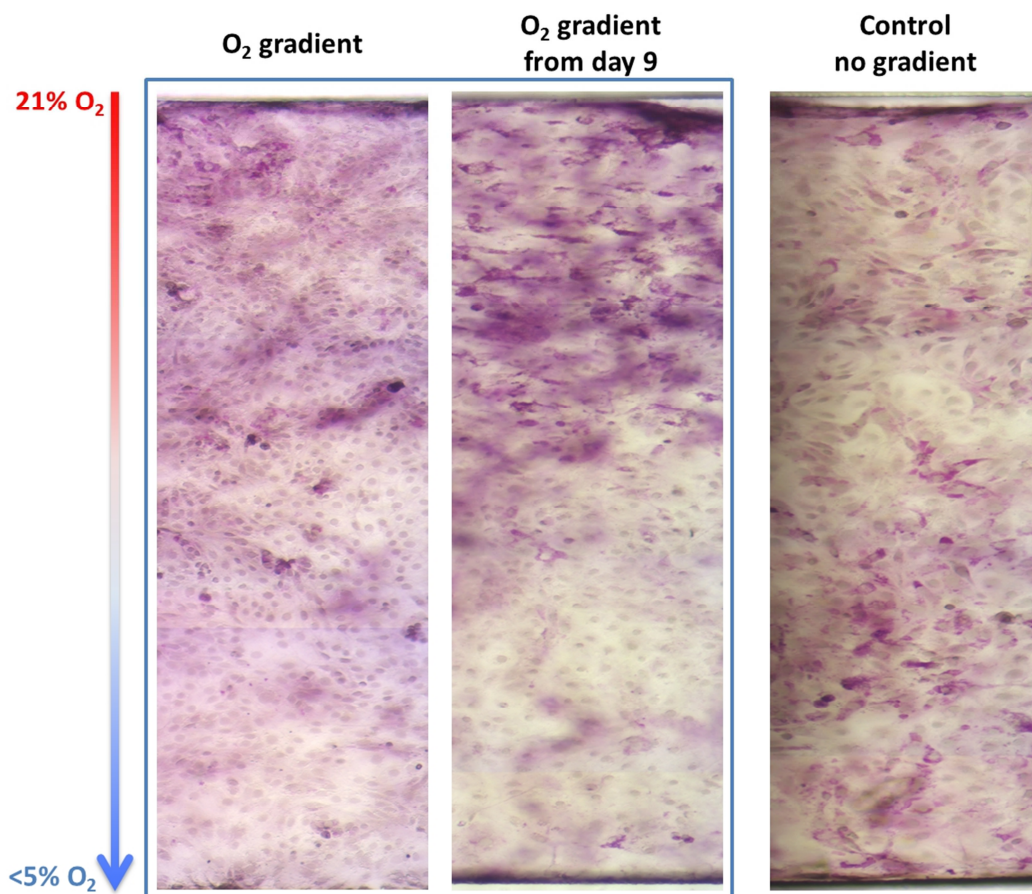 O₂ gradient
O₂ gradient
from day 9
Control
no gradient
21% O₂
<5% O₂